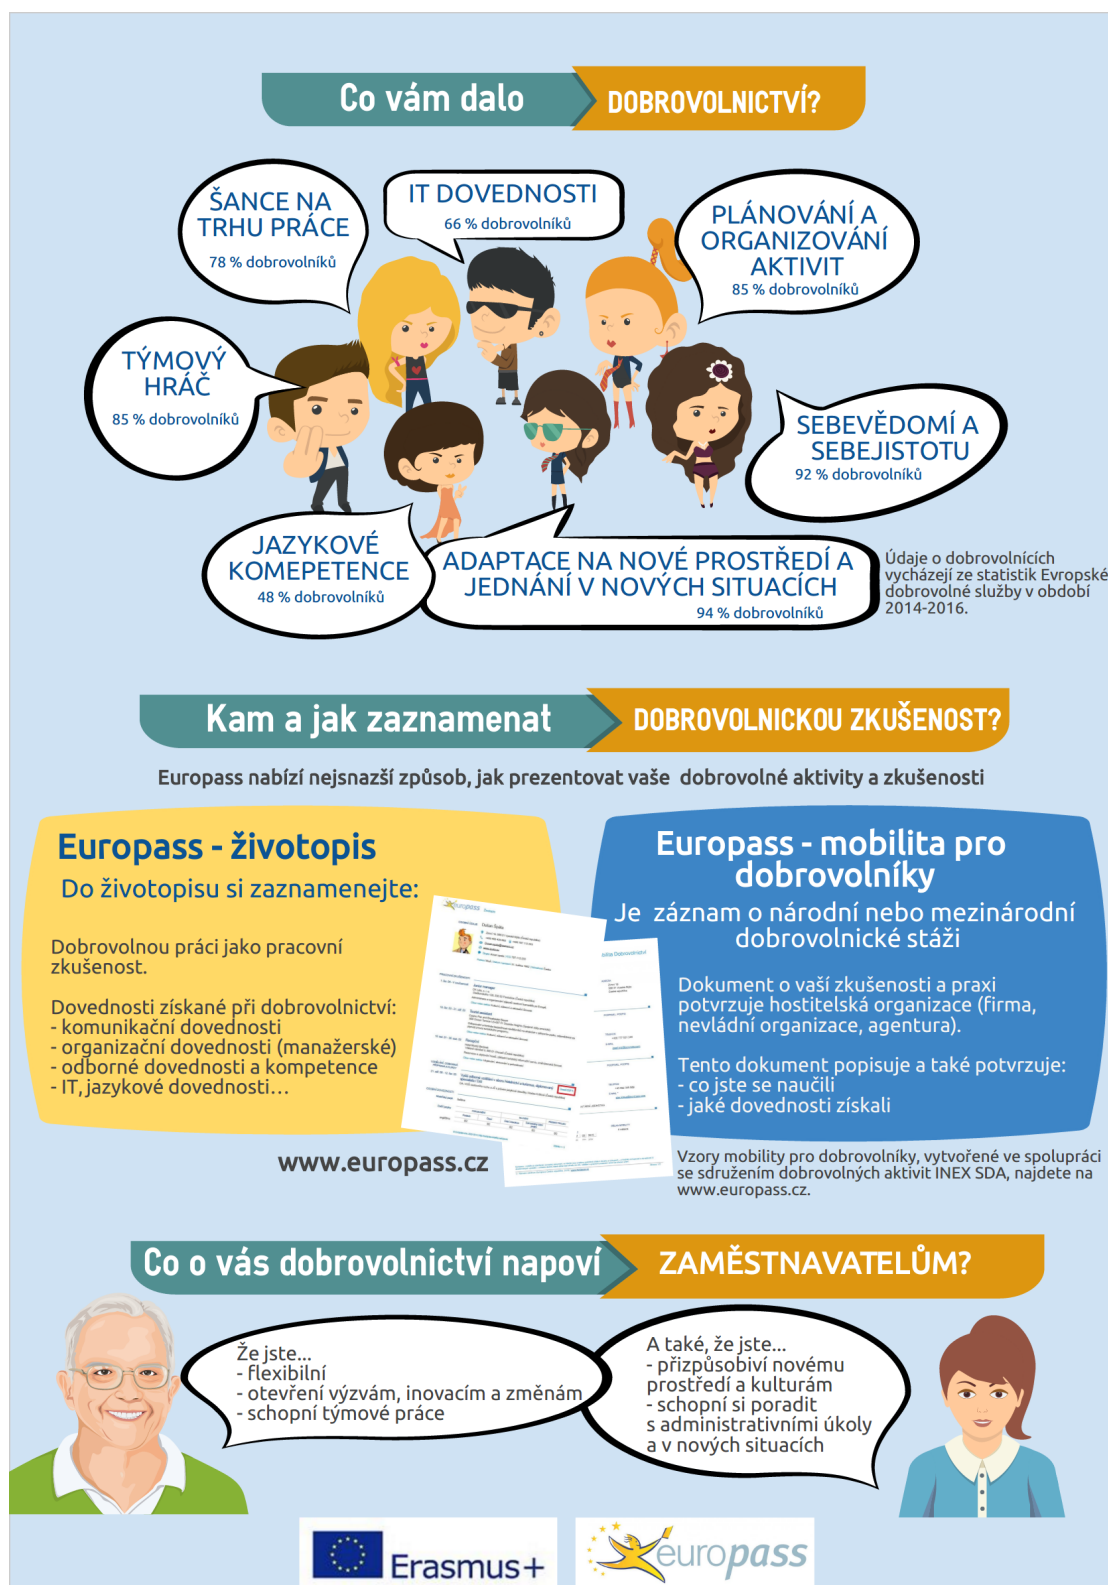 Co vám dalo
DOBROVOLNICTVÍ?
ŠANCE NA
TRHU PRÁCE
78 % dobrovolníků
IT DOVEDNOSTI
66 % dobrovolníků
PLÁNOVÁNÍ A
ORGANIZOVÁNÍ
AKTIVIT
85 % dobrovolníků
TÝMOVÝ
HRÁČ
85 % dobrovolníků
SEBEVĚDOMÍ A
SEBEJISTOTU
92 % dobrovolníků
JAZYKOVÉ
KOMEPETENCE
48 % dobrovolníků
ADAPTACE NA NOVÉ PROSTŘEDÍ A
JEDNÁNÍ V NOVÝCH SITUACÍCH
94 % dobrovolníků
Údaje o dobrovolnících
vycházejí ze statistik Evropské
dobrovolné služby v období
2014-2016.
Kam a jak zaznamenat
DOBROVOLNICKOU ZKUŠENOST?
Europass nabízí nejsnazší způsob, jak prezentovat vaše dobrovolné aktivity a zkušenosti
Europass - životopis
Do životopisu si zaznamenejte:
Dobrovolnou práci jako pracovní
zkušenost.
Dovednosti získané při dobrovolnictví:
- komunikační dovednosti
- organizační dovednosti (manažerské)
- odborné dovednosti a kompetence
- IT, jazykové dovednosti...
www.europass.cz
europass
Europass - mobilita pro
dobrovolníky
Je záznam o národní nebo mezinárodní
dobrovolnické stáži
Dokument o vaší zkušenosti a praxi
potvrzuje hostitelská organizace (firma,
nevládní organizace, agentura).
Tento dokument popisuje a také potvrzuje:
- co jste se naučili
- jaké dovednosti získali
Vzory mobility pro dobrovolníky, vytvořené ve spolupráci
se sdružením dobrovolných aktivit INEX SDA, najdete na
www.europass.cz.
Co o vás dobrovolnictví napoví
ZAMĚSTNAVATELŮM?
Že jste...
- flexibilní
- otevření výzvám, inovacím a změnám
- schopní týmové práce
A také, že jste...
- přizpůsobiví novému
prostředí a kulturám
- schopní si poradit
s administrativními úkoly
a v nových situacích
Erasmus+
europass